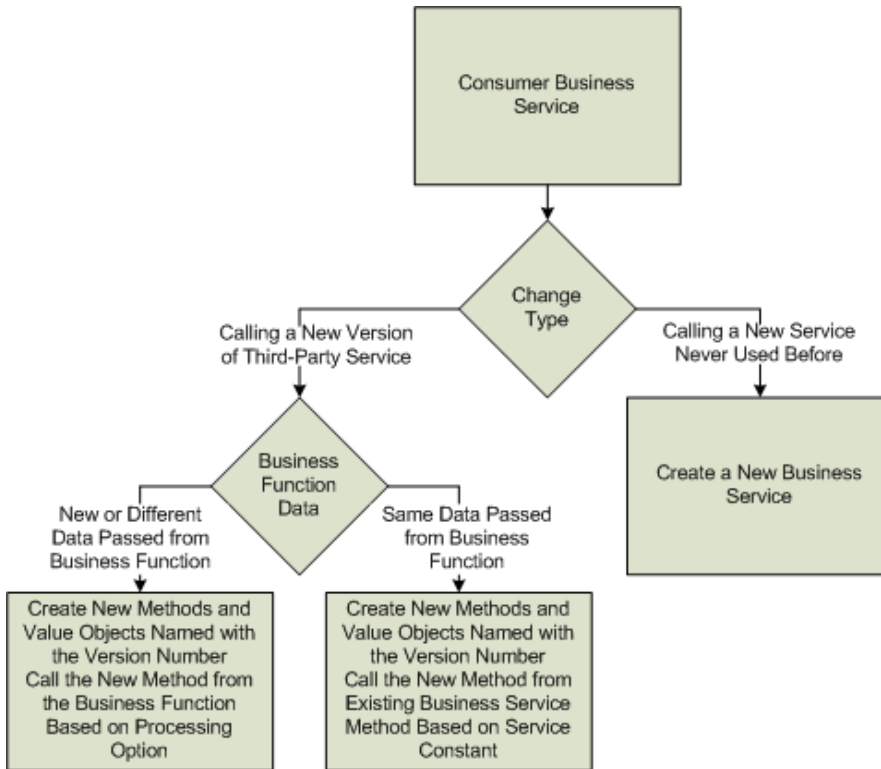 Consumer Business
Service
Change
Type
Calling a New Version
of Third-Party Service
Calling a New Service
Never Used Before
Business
Function
Data
Create a New Business
Service
New or Different
Data Passed from
Business Function
Same Data Passed
from Business
Function
Create New Methods and
Value Objects Named with
the Version Number
Call the New Method from
the Business Function
Based on Processing
Option
Create New Methods and
Value Objects Named with
the Version Number
Call the New Method from
Existing Business Service
Method Based on Service
Constant